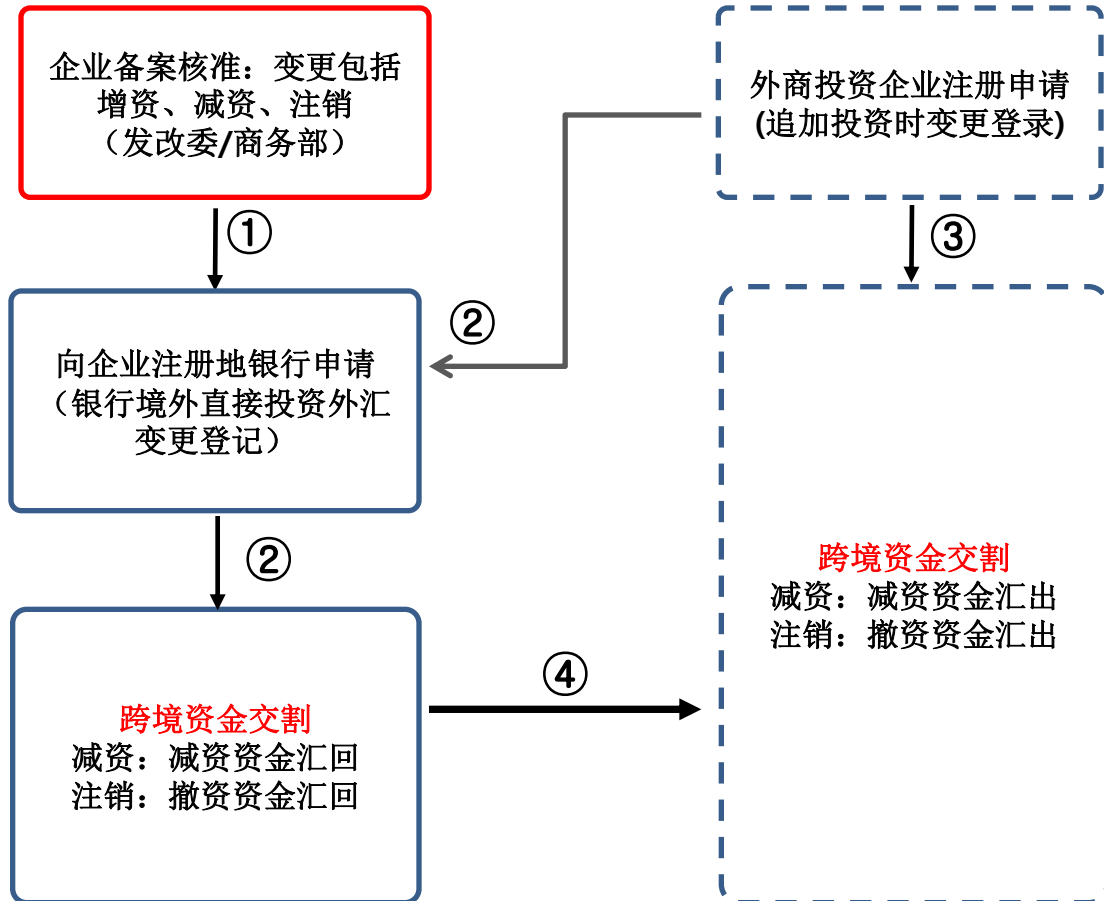 企业备案核准：变更包括
增资、减资、注销
（发改委/商务部）
外商投资企业注册申请
(追加投资时变更登录)
①
③
②
向企业注册地银行申请
（银行境外直接投资外汇
变更登记）
②
跨境资金交割
减资：减资资金汇出
注销：撤资资金汇出
④
跨境资金交割
减资：减资资金汇回
注销：撤资资金汇回